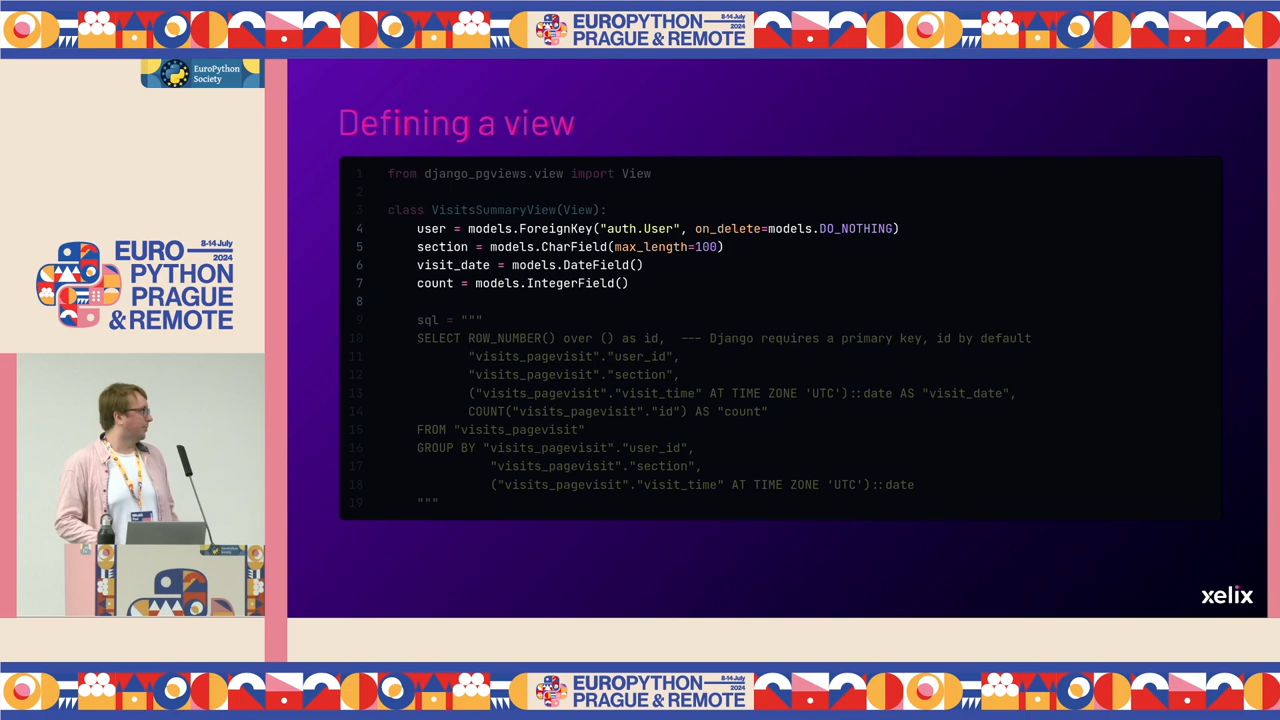 EUROPYTHON
PRAGUE & REMOTE
8-14 July
2024
EuroPython
Society
EURO
8-14 July
2024
PYTHON
PRAGUE
& REMOTE
Defining a view
1 from django_pgviews.view import View
2
3 class VisitsSummaryView(View):
4 user = models.ForeignKey("auth.User", on_delete=models.DO_NOTHING)
5 section = models.CharField(max_length=100)
6 visit_date = models.DateField()
7 count = models.IntegerField()
8
9 sql = """
10 SELECT ROW_NUMBER() over () as id, --- Django requires a primary key, id by default
11 "visits_pagevisit"."user_id",
12 "visits_pagevisit"."section",
13 ("visits_pagevisit"."visit_time" AT TIME ZONE 'UTC')::date AS "visit_date",
14 COUNT("visits_pagevisit"."id") AS "count"
15 FROM "visits_pagevisit"
16 GROUP BY "visits_pagevisit"."user_id",
17 "visits_pagevisit"."section",
18 ("visits_pagevisit"."visit_time" AT TIME ZONE 'UTC')::date
19 """
xelix
EUROPYTHON
PRAGUE & REMOTE
8-14 July
2024